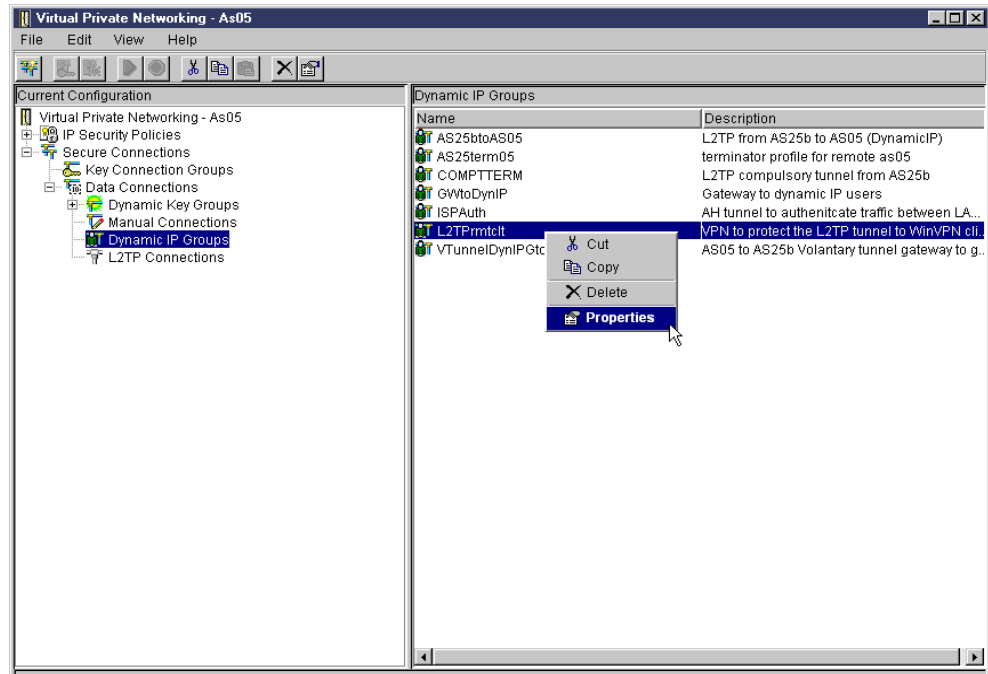 Virtual Private Networking - As05
File Edit View Help
Current Configuration
Virtual Private Networking - As05
IP Security Policies
Secure Connections
Key Connection Groups
Data Connections
Dynamic Key Groups
Manual Connections
Dynamic IP Groups
L2TP Connections
Dynamic IP Groups
Name Description
AS25btoAS05 L2TP from AS25b to AS05 (DynamicIP)
AS25term05 terminator profile for remote as05
COMPTTERM L2TP compulsory tunnel from AS25b
GWtoDynIP Gateway to dynamic IP users
ISPAuth AH tunnel to authenitcate traffic between LA...
L2TPrmtclt VPN to protect the L2TP tunnel to WinVPN cli..
VTunnelDynIPGtc AS05 to AS25b Volantary tunnel gateway to g..
Cut
Copy
Delete
Properties